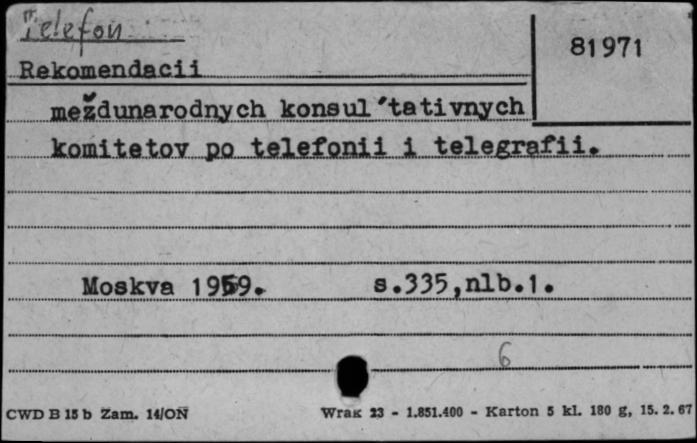 Telefon
81971
Rekomendacii
meždunarodnych konsul´tativnych
komitetov po telefonii i telegrafii.
Moskva 1959. s.335,nlb.1.
6
CWD B 15 b Zam. 14/ON Wrak 23 - 1.851.400 - Karton 5 kl. 180 g, 15. 2. 67